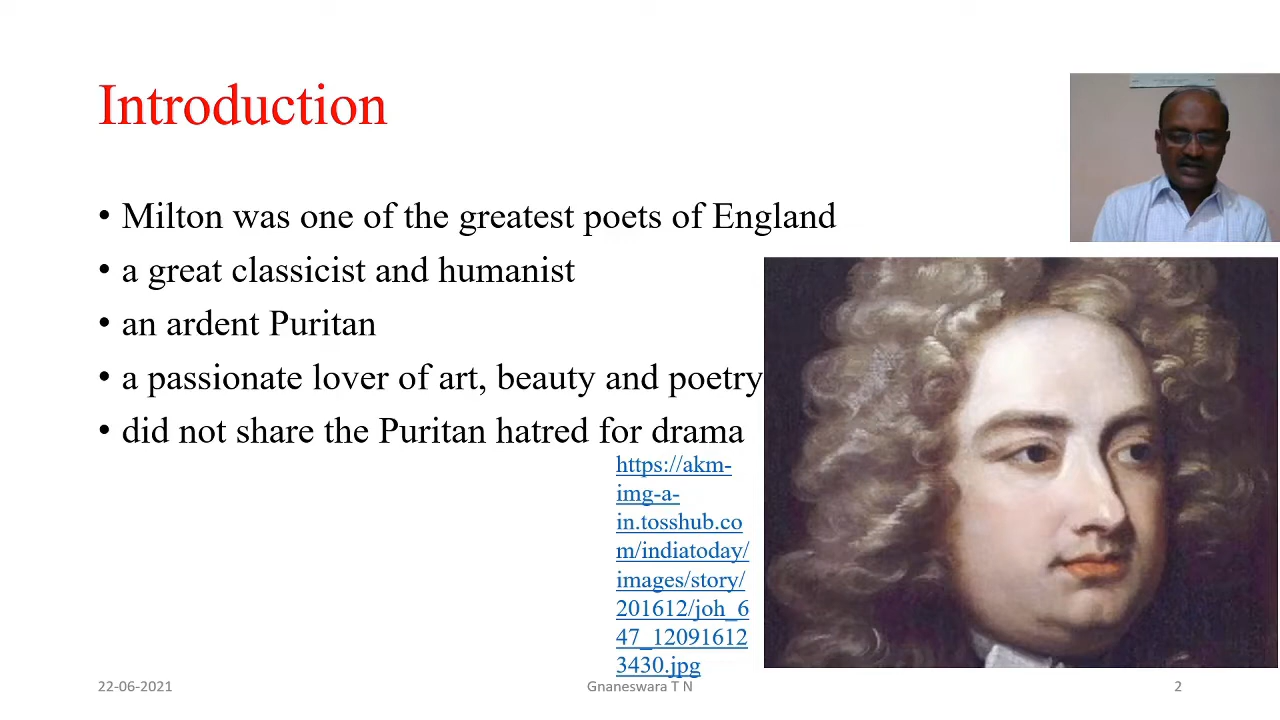 Introduction
• Milton was one of the greatest poets of England
• a great classicist and humanist
• an ardent Puritan
• a passionate lover of art, beauty and poetry
• did not share the Puritan hatred for drama
https://akm-
img-a-
in.tosshub.co
m/indiatoday/
images/story/
201612/joh_6
47_12091612
3430.jpg
22-06-2021
Gnaneswara T N
2